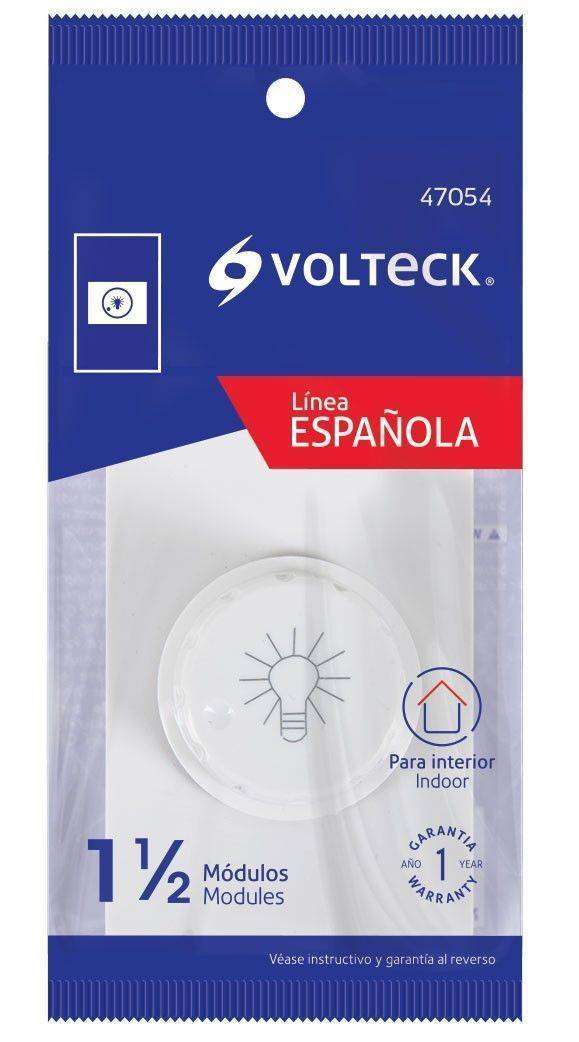 47054
VOLTECK®
Línea
ESPAÑOLA
Para interior
Indoor
1 ½ Módulos
Modules
GARANTIA
AÑO 1 YEAR
WARRANTY
Véase instructivo y garantía al reverso